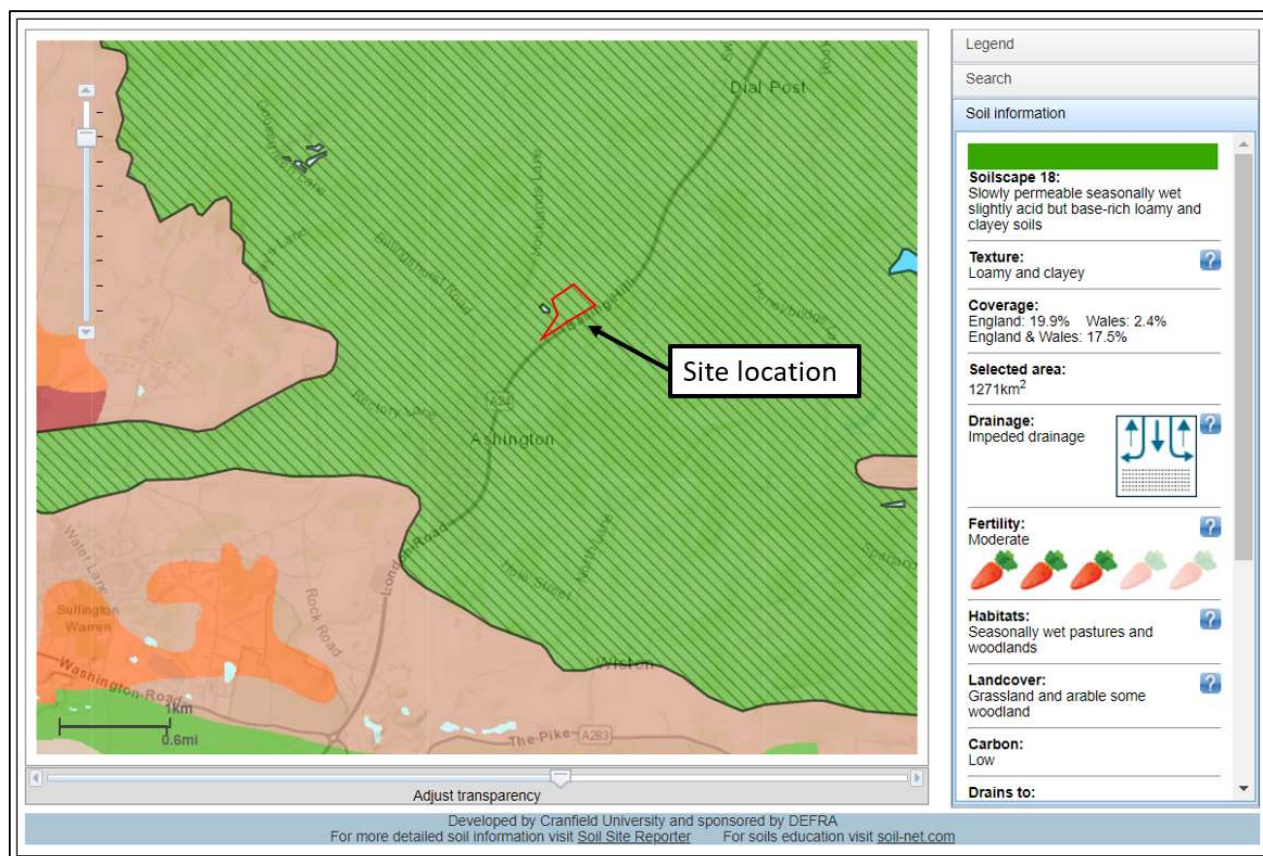 Legend
Search
Soil information
Soilscape 18:
Slowly permeable seasonally wet
slightly acid but base-rich loamy and
clayey soils
Texture:
Loamy and clayey
Coverage:
England: 19.9% Wales: 2.4%
England & Wales: 17.5%
Selected area:
1271km2
Drainage:
Impeded drainage
Fertility:
Moderate
Habitats:
Seasonally wet pastures and
woodlands
Landcover:
Grassland and arable some
woodland
Carbon:
Low
Drains to:
Dial Post
Billingshurst Road
Honeybridge
Site location
A24
Rectory Lane
Ashington
London Road
Water Lane
Rock Road
Sullington
Warren
Wiston
Washington Road
1km
0.6mi
The Pike
A283
Adjust transparency
Developed by Cranfield University and sponsored by DEFRA
For more detailed soil information visit Soil Site Reporter For soils education visit soil-net.com